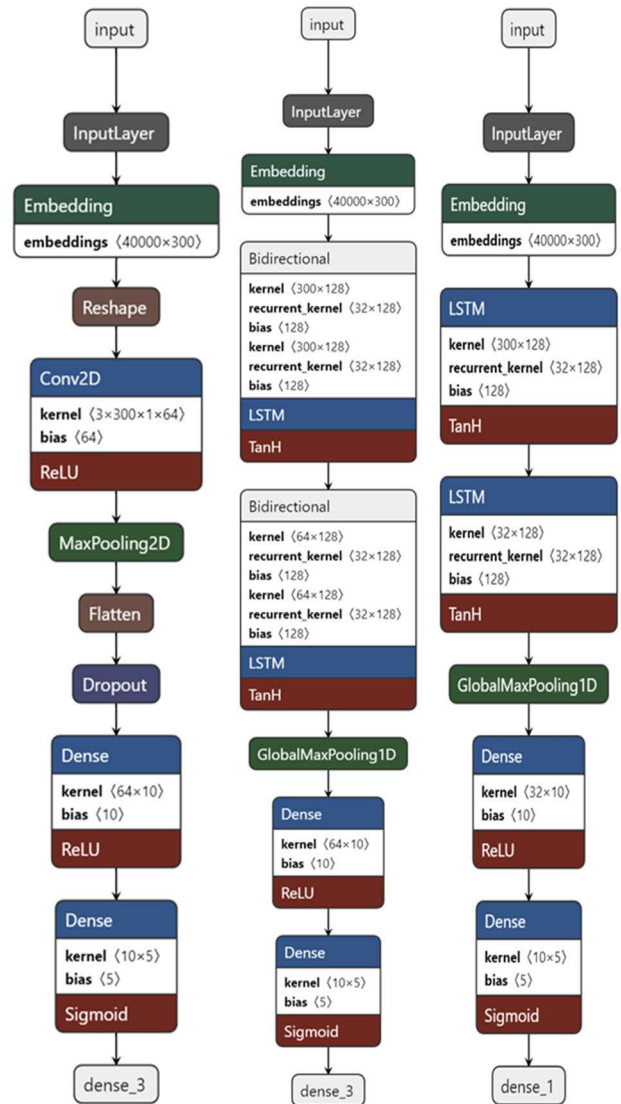 input
InputLayer
Embedding
embeddings ⟨40000×300⟩
Reshape
Conv2D
kernel ⟨3×300×1×64⟩
bias ⟨64⟩
ReLU
MaxPooling2D
Flatten
Dropout
Dense
kernel ⟨64×10⟩
bias ⟨10⟩
ReLU
Dense
kernel ⟨10×5⟩
bias ⟨5⟩
Sigmoid
dense_3
input
InputLayer
Embedding
embeddings ⟨40000×300⟩
Bidirectional
kernel ⟨300×128⟩
recurrent_kernel ⟨32×128⟩
bias ⟨128⟩
kernel ⟨300×128⟩
recurrent_kernel ⟨32×128⟩
bias ⟨128⟩
LSTM
TanH
Bidirectional
kernel ⟨64×128⟩
recurrent_kernel ⟨32×128⟩
bias ⟨128⟩
kernel ⟨64×128⟩
recurrent_kernel ⟨32×128⟩
bias ⟨128⟩
LSTM
TanH
GlobalMaxPooling1D
Dense
kernel ⟨64×10⟩
bias ⟨10⟩
ReLU
Dense
kernel ⟨10×5⟩
bias ⟨5⟩
Sigmoid
dense_3
input
InputLayer
Embedding
embeddings ⟨40000×300⟩
LSTM
kernel ⟨300×128⟩
recurrent_kernel ⟨32×128⟩
bias ⟨128⟩
TanH
LSTM
kernel ⟨32×128⟩
recurrent_kernel ⟨32×128⟩
bias ⟨128⟩
TanH
GlobalMaxPooling1D
Dense
kernel ⟨32×10⟩
bias ⟨10⟩
ReLU
Dense
kernel ⟨10×5⟩
bias ⟨5⟩
Sigmoid
dense_1